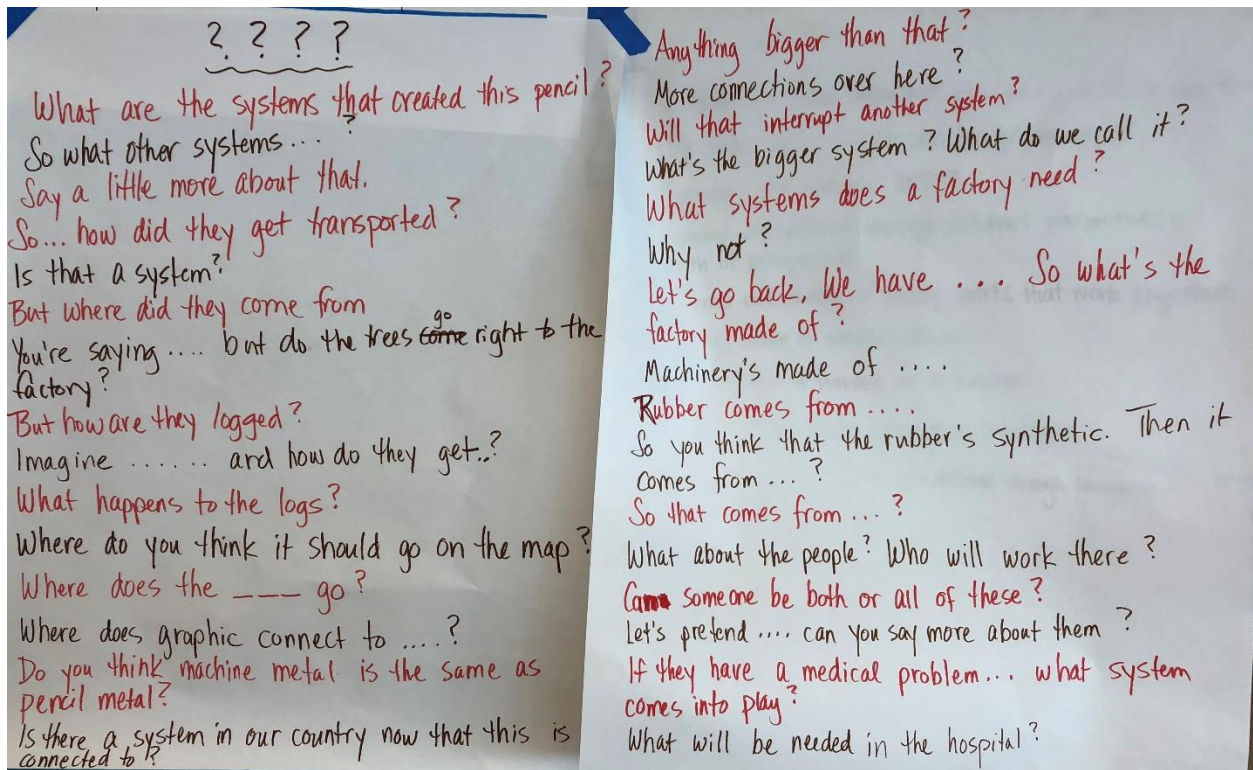 ? ? ? ?
What are the systems that created this pencil?
So what other systems...?
Say a little more about that.
So... how did they get transported?
Is that a system?
But where did they come from
You're saying.... but do the trees come go right to the
factory?
But how are they logged?
Imagine ....... and how do they get..?
What happens to the logs?
Where do you think it should go on the map?
Where does the ___ go?
Where does graphic connect to ....?
Do you think machine metal is the same as
pencil metal?
Is there a system in our country now that this is
connected to?
Anything bigger than that?
More connections over here?
Will that interrupt another system?
What's the bigger system? What do we call it?
What systems does a factory need?
Why not?
Let's go back. We have .... So what's the
factory made of?
Machinery's made of ....
Rubber comes from ....
So you think that the rubber's synthetic. Then it
comes from ...?
So that comes from ...?
What about the people? Who will work there?
Can someone be both or all of these?
Let's pretend .... can you say more about them?
If they have a medical problem... what system
comes into play?
What will be needed in the hospital?